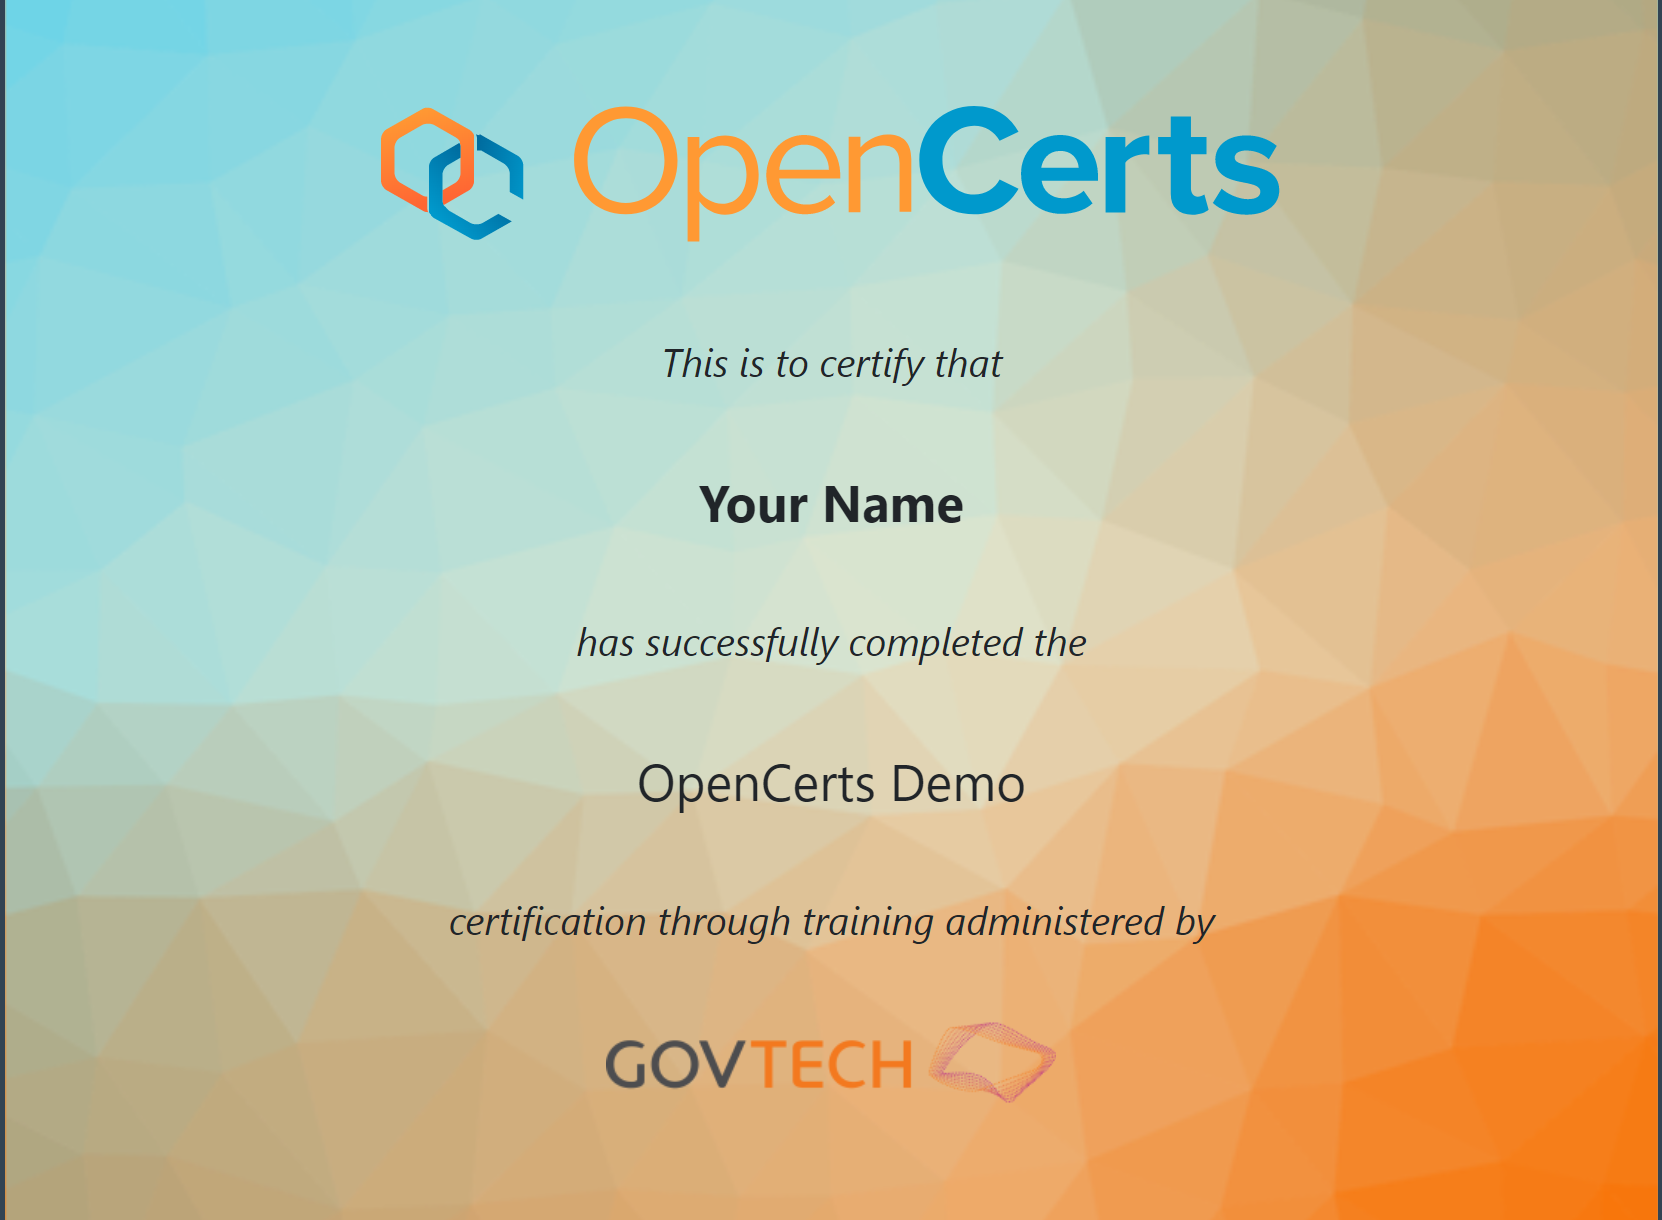 OpenCerts
This is to certify that
Your Name
has successfully completed the
OpenCerts Demo
certification through training administered by
GOVTECH